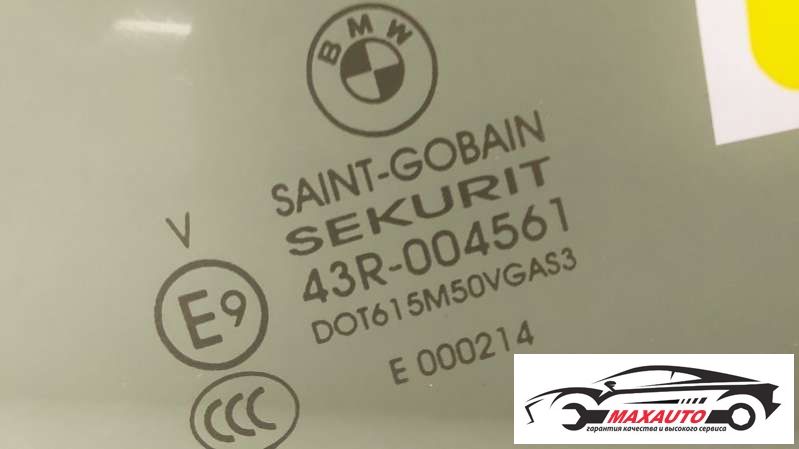 BMW
SAINT-GOBAIN
SEKURIT
V
43R-004561
E9
DOT615M50VGAS3
E 000214
CCC
MAXAUTO
гарантия качества и высокого сервиса